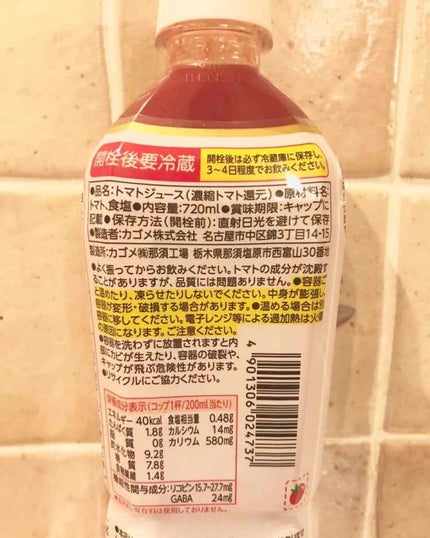 開栓後要冷蔵
開栓後は必ず冷蔵庫に保存し、
3〜4日程度でお飲みください。
●品名:トマトジュース(濃縮トマト還元)●原材料名:
トマト、食塩●内容量:720ml●賞味期限:キャップに
記載●保存方法(開栓前):直射日光を避けて保存
●製造者:カゴメ株式会社 名古屋市中区錦3丁目14-15
製造所:カゴメ㈱那須工場 栃木県那須塩原市西富山30番地
●よく振ってからお飲みください。トマトの成分が沈殿す
ることがありますが、品質には問題ありません。●容器ご
と温めたり、凍らせたりしないでください。中身が膨張し、
容器が変形・破損する場合があります。●温める場合は別
容器に移してください。電子レンジ等による過加熱は火傷
の原因になります。ご注意ください。
●容器を洗わずに放置されますと内
にカビが生えたり、容器の破裂や、
キャップが飛ぶ危険性があります。
●リサイクルにご協力ください。
栄養成分表示(コップ1杯/200ml当たり)
エネルギー 40kcal 食塩相当量 0.48g
たんぱく質 1.8g カルシウム 14mg
脂質 0g カリウム 580mg
炭水化物 9.2g
糖質 7.8g
食物繊維 1.4g
機能性関与成分:リコピン15.7-27.7mg
GABA 24mg
保存料は使用しておりません。
4 901306 024737